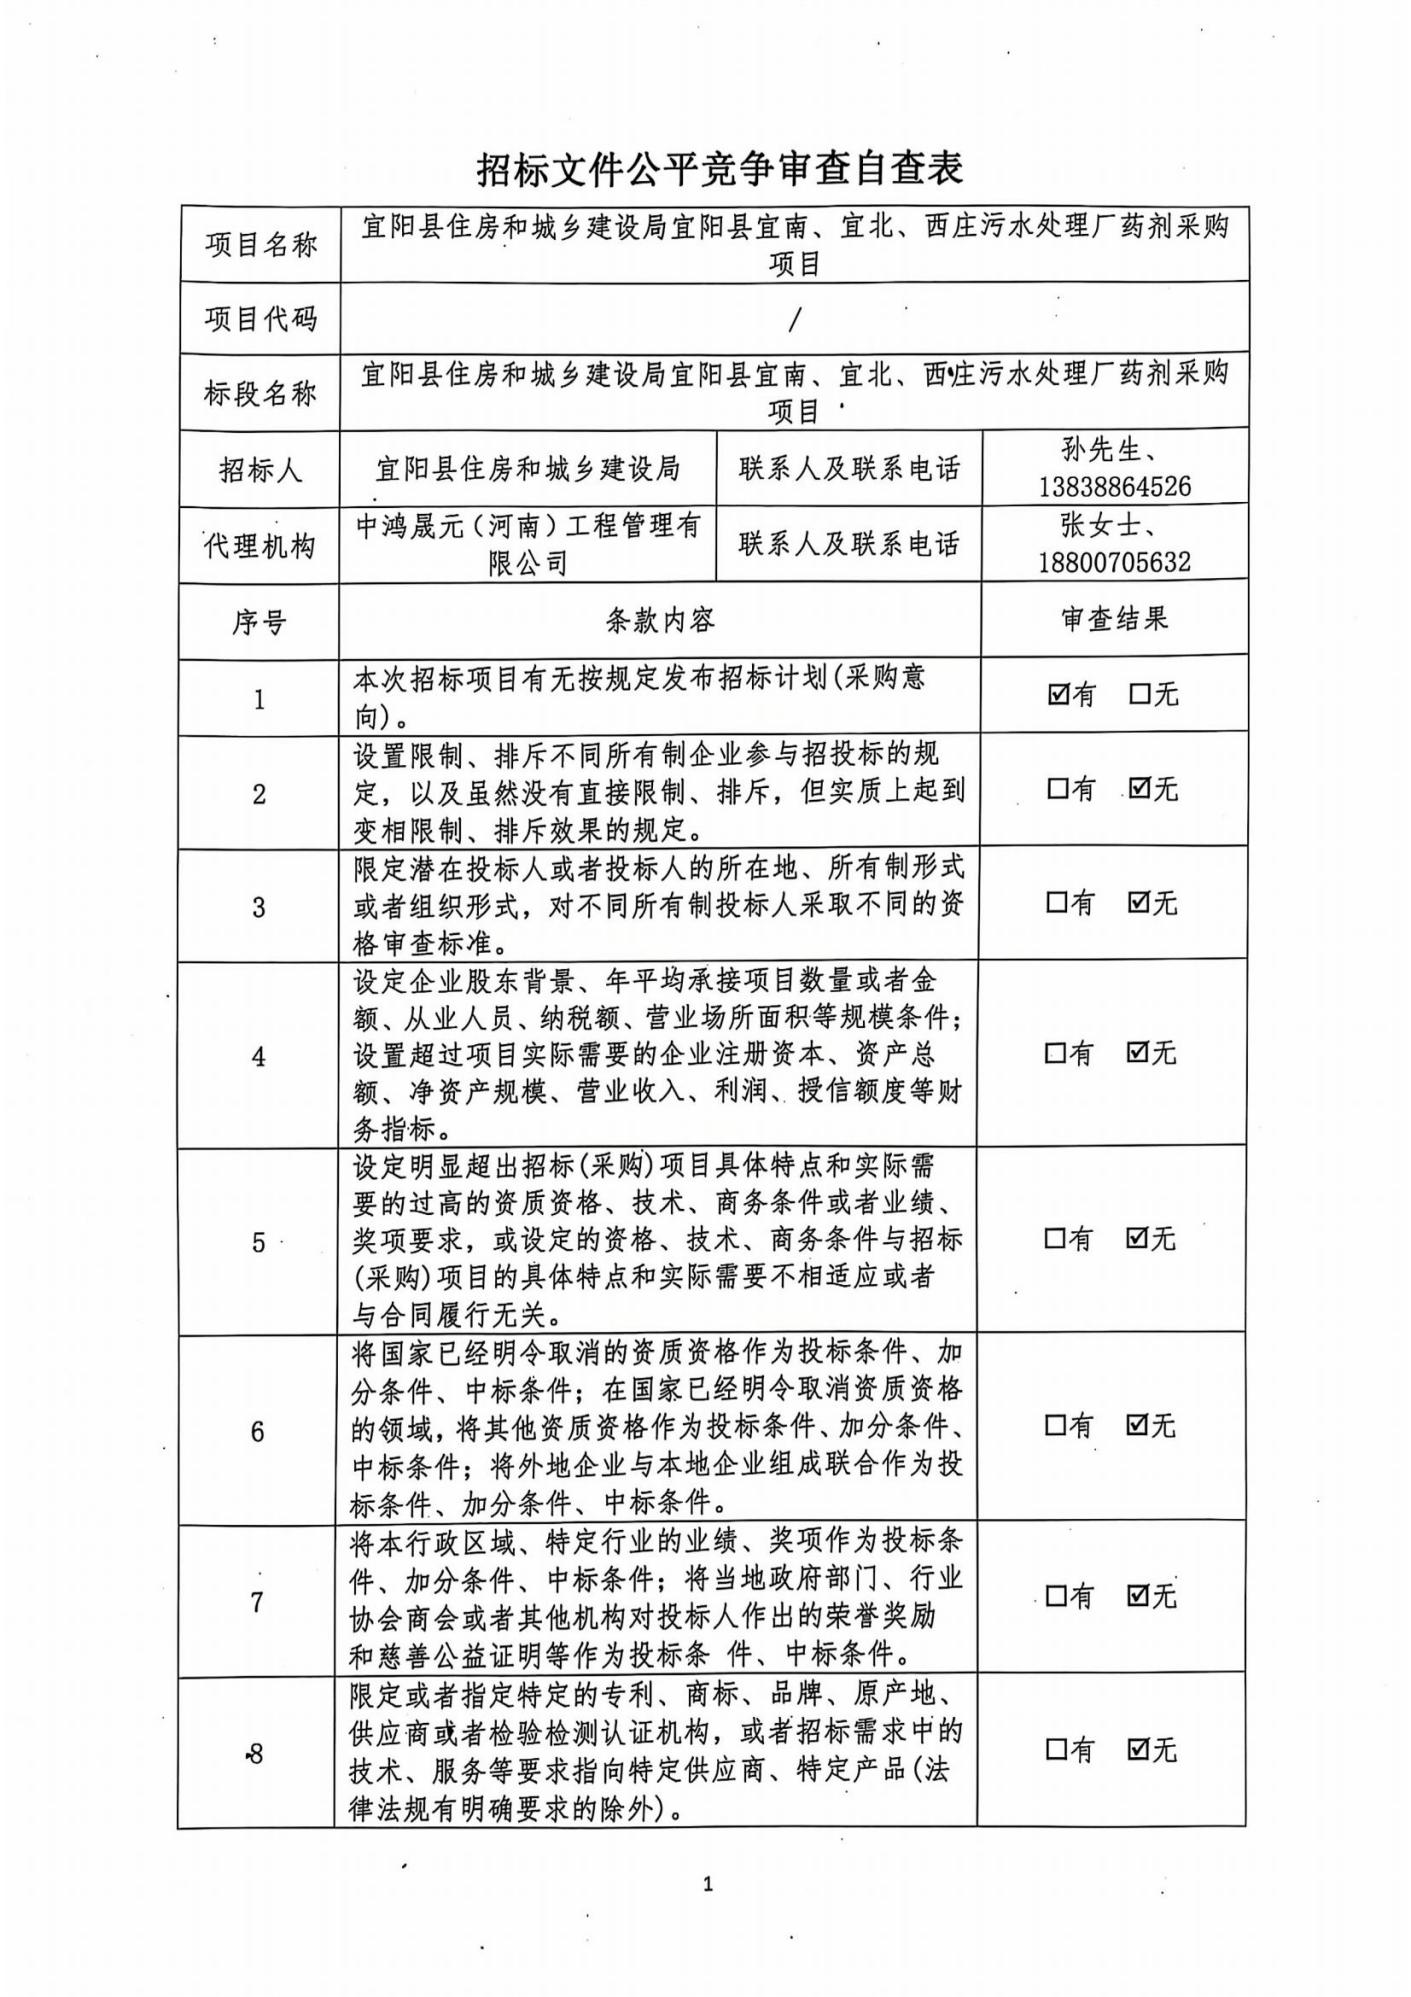 招标文件公平竞争审查自查表
项目名称
宜阳县住房和城乡建设局宜阳县宜南、宜北、西庄污水处理厂药剂采购
项目
项目代码
/
标段名称
宜阳县住房和城乡建设局宜阳县宜南、宜北、西庄污水处理厂药剂采购
项目
招标人
宜阳县住房和城乡建设局
联系人及联系电话
孙先生、
13838864526
代理机构
中鸿晟元(河南)工程管理有
限公司
联系人及联系电话
张女士、
18800705632
序号
条款内容
审查结果
1
本次招标项目有无按规定发布招标计划(采购意
向)。
☑有 □无
2
设置限制、排斥不同所有制企业参与招投标的规
定，以及虽然没有直接限制、排斥，但实质上起到
变相限制、排斥效果的规定。
□有 ☑无
3
限定潜在投标人或者投标人的所在地、所有制形式
或者组织形式，对不同所有制投标人采取不同的资
格审查标准。
□有 ☑无
4
设定企业股东背景、年平均承接项目数量或者金
额、从业人员、纳税额、营业场所面积等规模条件；
设置超过项目实际需要的企业注册资本、资产总
额、净资产规模、营业收入、利润、授信额度等财
务指标。
□有 ☑无
5
设定明显超出招标(采购)项目具体特点和实际需
要的过高的资质资格、技术、商务条件或者业绩、
奖项要求，或设定的资格、技术、商务条件与招标
(采购)项目的具体特点和实际需要不相适应或者
与合同履行无关。
□有 ☑无
6
将国家已经明令取消的资质资格作为投标条件、加
分条件、中标条件；在国家已经明令取消资质资格
的领域，将其他资质资格作为投标条件、加分条件、
中标条件；将外地企业与本地企业组成联合作为投
标条件、加分条件、中标条件。
□有 ☑无
7
将本行政区域、特定行业的业绩、奖项作为投标条
件、加分条件、中标条件；将当地政府部门、行业
协会商会或者其他机构对投标人作出的荣誉奖励
和慈善公益证明等作为投标条 件、中标条件。
□有 ☑无
8
限定或者指定特定的专利、商标、品牌、原产地、
供应商或者检验检测认证机构，或者招标需求中的
技术、服务等要求指向特定供应商、特定产品(法
律法规有明确要求的除外)。
□有 ☑无
1